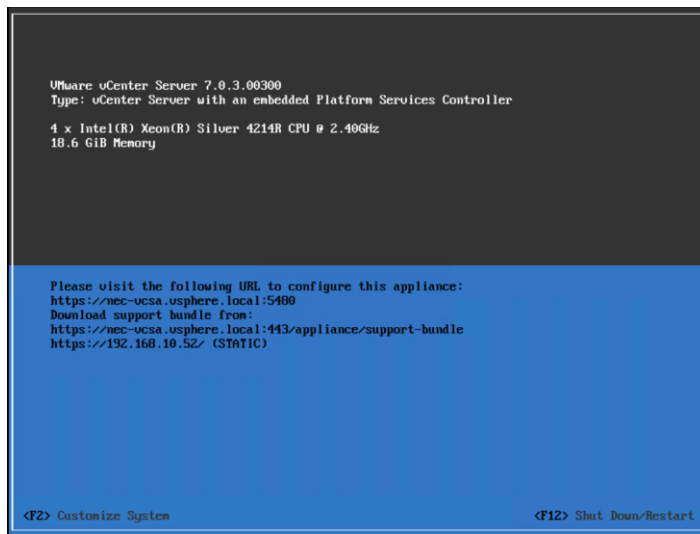 VMware vCenter Server 7.0.3.00300
Type: vCenter Server with an embedded Platform Services Controller
4 x Intel(R) Xeon(R) Silver 4214R CPU @ 2.40GHz
18.6 GiB Memory
Please visit the following URL to configure this appliance:
https://nec-vcsa.vsphere.local:5480
Download support bundle from:
https://nec-vcsa.vsphere.local:443/appliance/support-bundle
https://192.168.10.52/ (STATIC)
<F2> Customize System
<F12> Shut Down/Restart